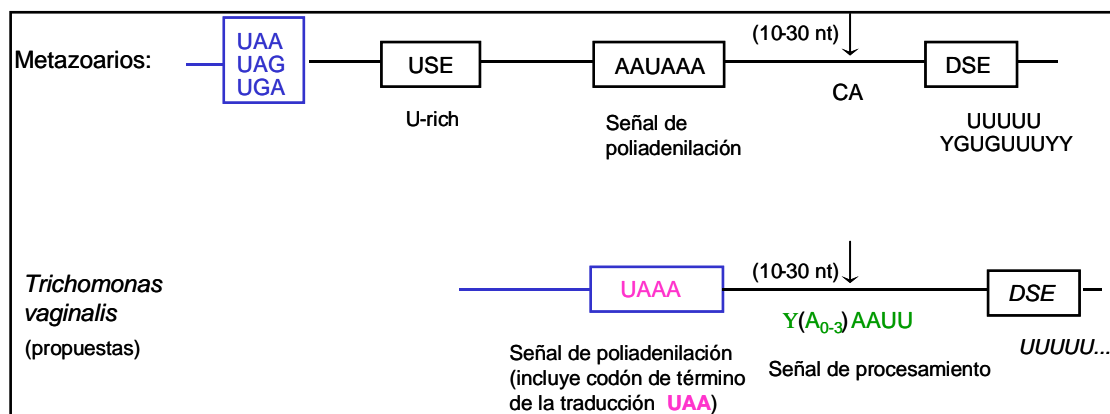 Metazoarios:
UAA
UAG
UGA
USE
U-rich
AAUAAA
Señal de
poliadenilación
(10-30 nt)
CA
DSE
UUUUU
YGUGUUUYY
Trichomonas
vaginalis
(propuestas)
UAAA
Señal de poliadenilación
(incluye codón de término
de la traducción UAA)
(10-30 nt)
Y(A0-3)AAUU
Señal de procesamiento
DSE
UUUUU...